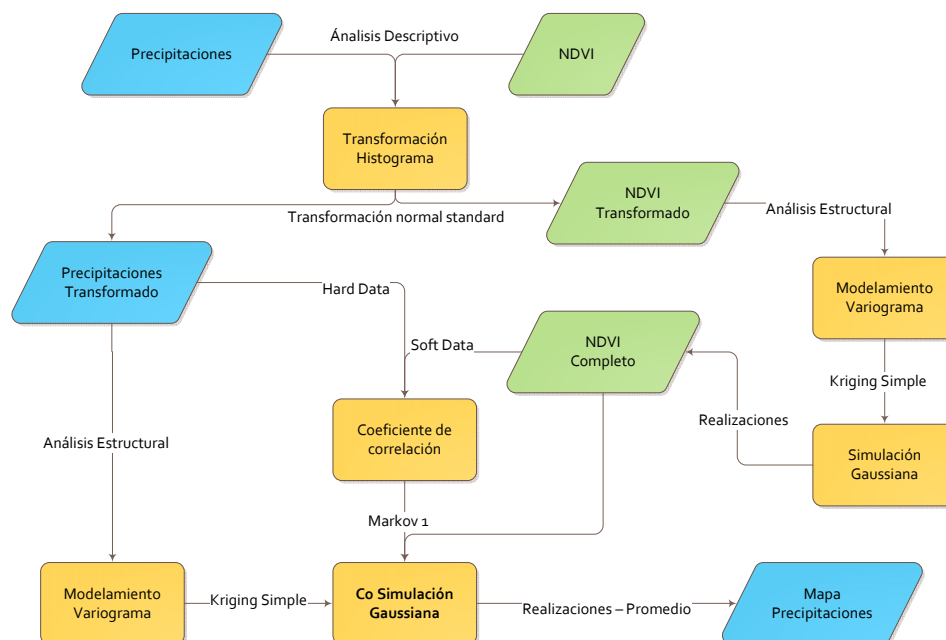 Precipitaciones
Ánalisis Descriptivo
NDVI
Transformación
Histograma
Transformación normal standard
NDVI
Transformado
Análisis Estructural
Precipitaciones
Transformado
Hard Data
Modelamiento
Variograma
Soft Data
NDVI
Completo
Kriging Simple
Realizaciones
Análisis Estructural
Coeficiente de
correlación
Simulación
Gaussiana
Markov 1
Modelamiento
Variograma
Kriging Simple
Co Simulación
Gaussiana
Realizaciones – Promedio
Mapa
Precipitaciones